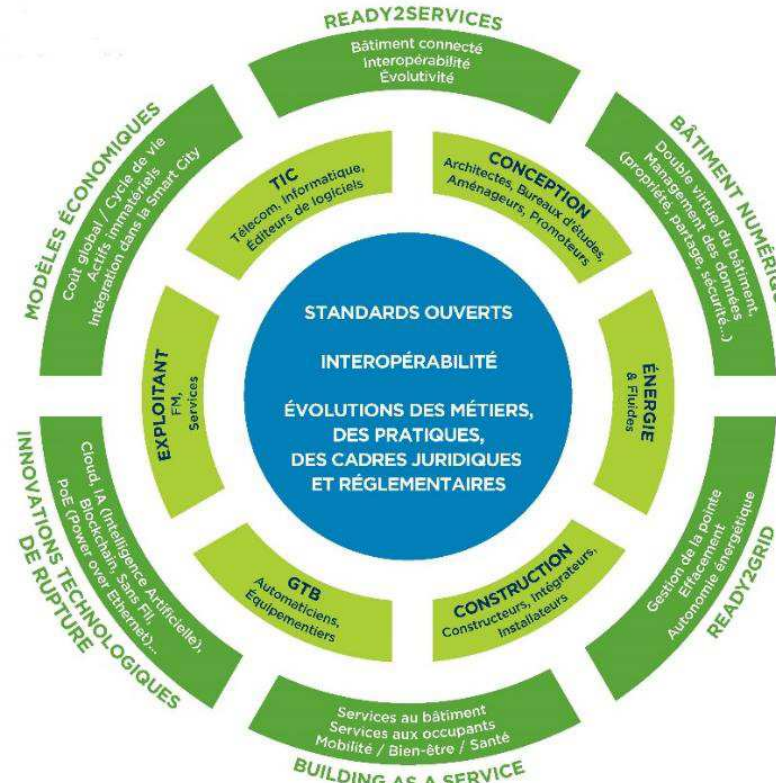 READY2SERVICES
Bâtiment connecté
Interopérabilité
Évolutivité
BÂTIMENT NUMÉRIQUE
Double virtuel du bâtiment,
Management des données
(propriété, partage, sécurité...)
READY2GRID
Gestion de la pointe
Effacement
Autonomie énergétique
BUILDING AS A SERVICE
Services au bâtiment
Services aux occupants
Mobilité / Bien-être / Santé
INNOVATIONS TECHNOLOGIQUES
DE RUPTURE
Cloud, IA (Intelligence Artificielle),
Blockchain, Sans Fil,
PoE (Power over Ethernet)...
MODÈLES ÉCONOMIQUES
Coût global / Cycle de vie
Actifs immatériels
Intégration dans la Smart City
TIC
Télecom, Informatique,
Éditeurs de logiciels
CONCEPTION
Architectes, Bureaux d'études,
Aménageurs, Promoteurs
ÉNERGIE
& Fluides
CONSTRUCTION
Constructeurs, Intégrateurs,
Installateurs
GTB
Automaticiens,
Équipementiers
EXPLOITANT
FM,
Services
STANDARDS OUVERTS
INTEROPÉRABILITÉ
ÉVOLUTIONS DES MÉTIERS,
DES PRATIQUES,
DES CADRES JURIDIQUES
ET RÉGLEMENTAIRES